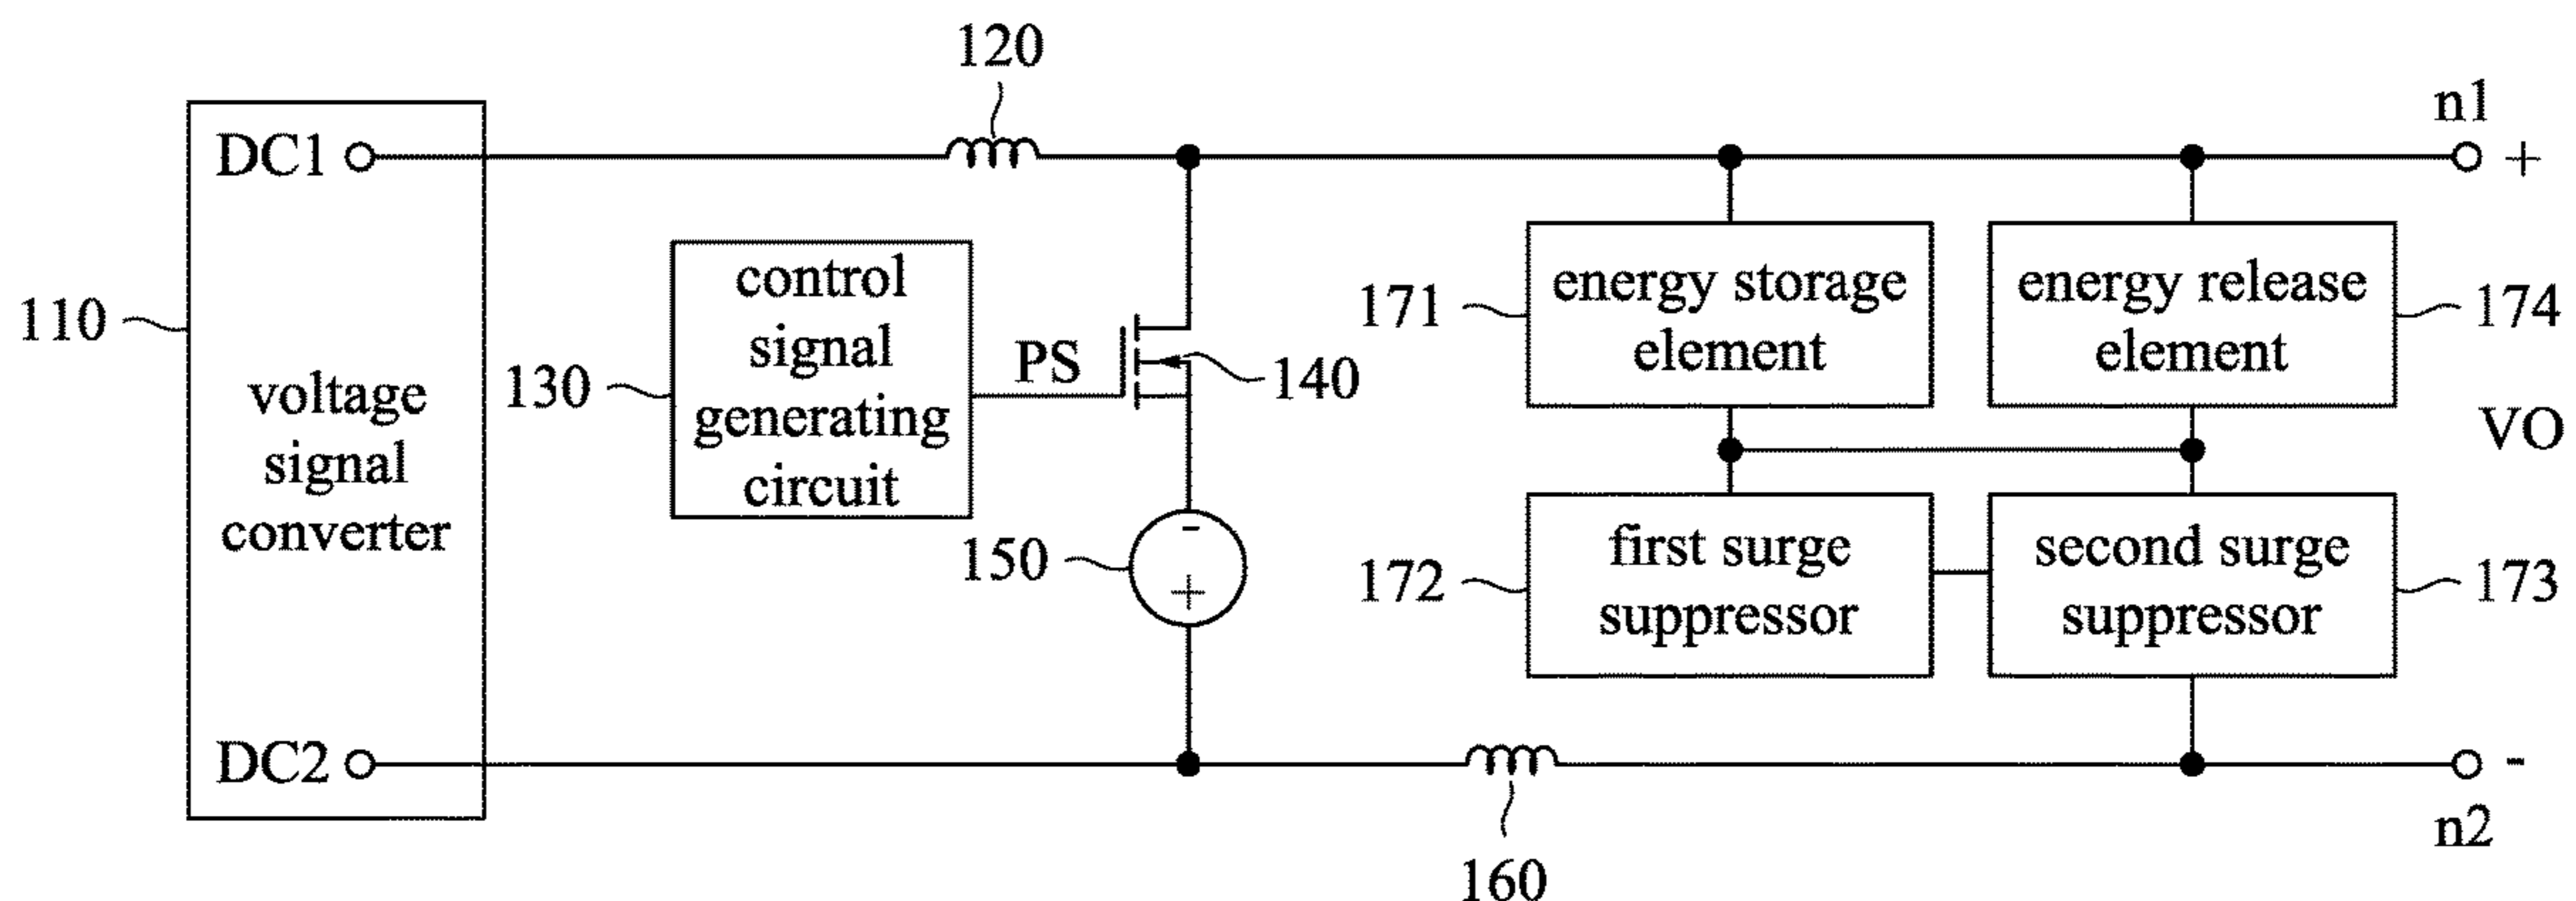 120
n1
DC1
+
control
signal
generating
circuit
energy storage
element
energy release
element
110
voltage
signal
converter
130
PS
140
171
174
VO
150
-
+
172
first surge
suppressor
second surge
suppressor
173
DC2
-
n2
160